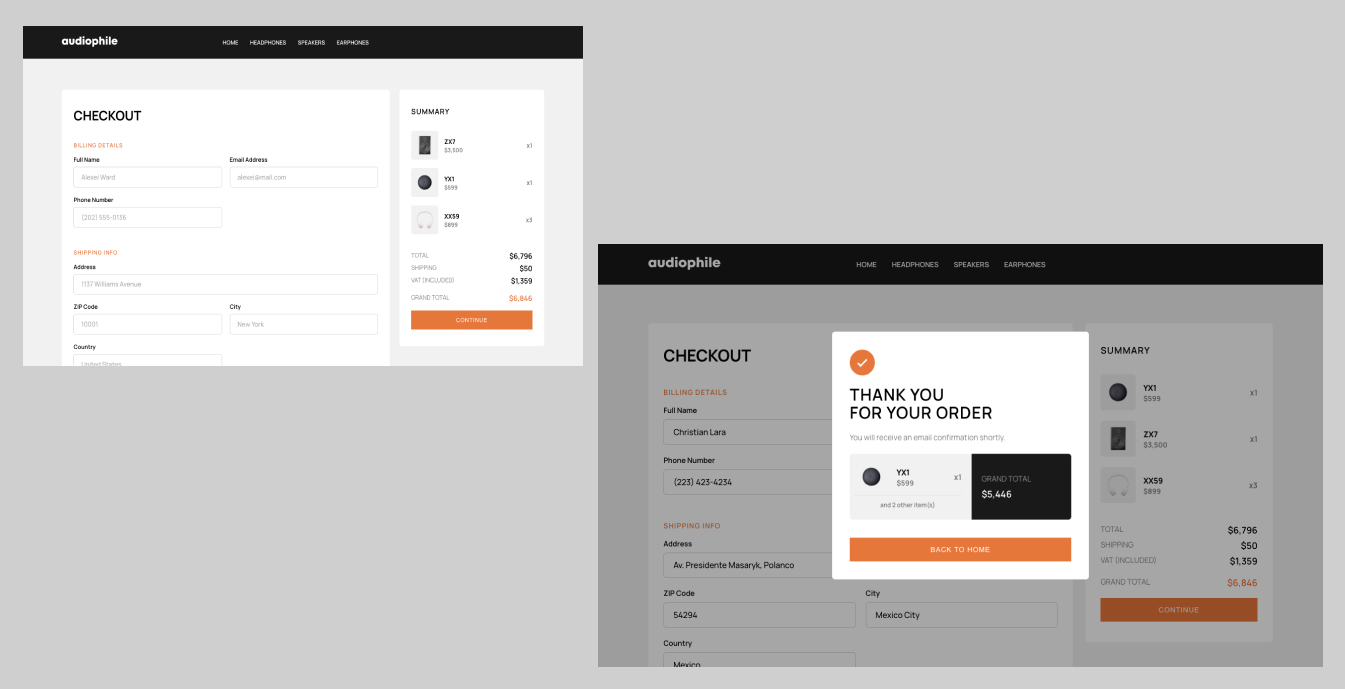 audiophile
HOME HEADPHONES SPEAKERS EARPHONES
CHECKOUT
BILLING DETAILS
Full Name Email Address
Alexei Ward alexei@mail.com
Phone Number
(202) 555-0136
SHIPPING INFO
Address
1137 Williams Avenue
ZIP Code City
10001 New York
Country
United States
SUMMARY
ZX7
$3,500 x1
YX1
$599 x1
XX59
$899 x3
TOTAL $6,796
SHIPPING $50
VAT (INCLUDED) $1,359
GRAND TOTAL $6,846
CONTINUE
audiophile
HOME HEADPHONES SPEAKERS EARPHONES
CHECKOUT
BILLING DETAILS
Full Name
Christian Lara
Phone Number
(223) 423-4234
SHIPPING INFO
Address
Av. Presidente Masaryk, Polanco
ZIP Code City
54294 Mexico City
Country
Mexico
THANK YOU
FOR YOUR ORDER
You will receive an email confirmation shortly.
YX1
$599 x1
and 2 other item(s)
GRAND TOTAL
$5,446
BACK TO HOME
SUMMARY
YX1
$599 x1
ZX7
$3,500 x1
XX59
$899 x3
TOTAL $6,796
SHIPPING $50
VAT (INCLUDED) $1,359
GRAND TOTAL $6,846
CONTINUE